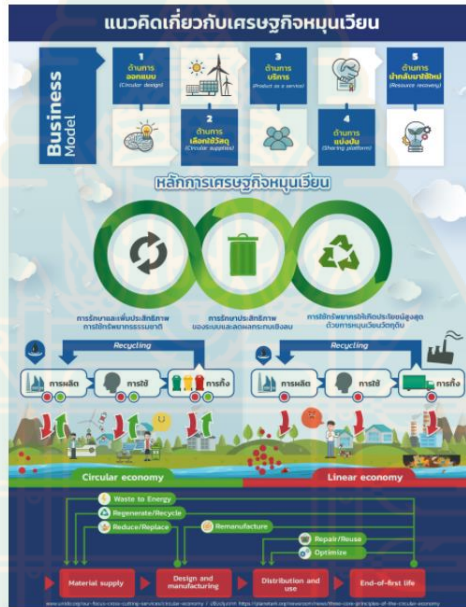 แนวคิดเกี่ยวกับเศรษฐกิจหมุนเวียน
Business
Model
1
ด้านการ
ออกแบบ
(Circular design)
2
ด้านการ
เลือกใช้วัสดุ
(Circular supplies)
3
ด้านการ
บริการ
(Product as a service)
4
ด้านการ
แบ่งปัน
(Sharing platform)
5
ด้านการ
นำกลับมาใช้ใหม่
(Resource recovery)
หลักการเศรษฐกิจหมุนเวียน
การรักษาและเพิ่มประสิทธิภาพ
การใช้ทรัพยากรธรรมชาติ
การรักษาประสิทธิภาพ
ของระบบและลดผลกระทบเชิงลบ
การใช้ทรัพยากรให้เกิดประโยชน์สูงสุด
ด้วยการหมุนเวียนวัตถุดิบ
Recycling
การผลิต
การใช้
การทิ้ง
Recycling
การผลิต
การใช้
การทิ้ง
Circular economy
Linear economy
Waste to Energy
Regenerate/Recycle
Reduce/Replace
Remanufacture
Repair/Reuse
Optimize
Material supply
Design and
manufacturing
Distribution and
use
End-of-first life